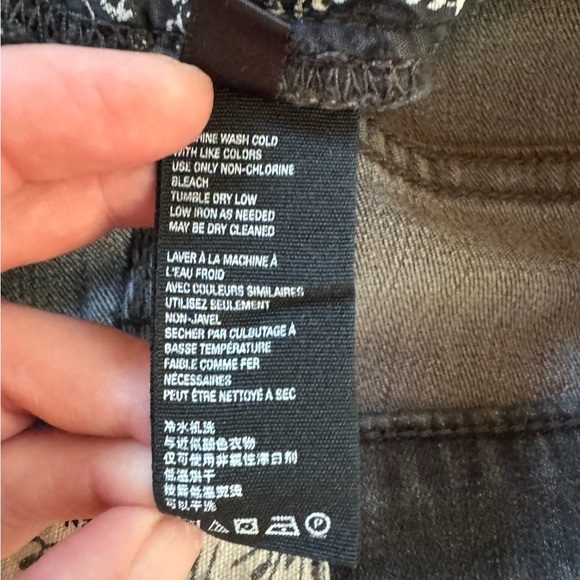 HINE WASH COLD
WITH LIKE COLORS
USE ONLY NON-CHLORINE
BLEACH
TUMBLE DRY LOW
LOW IRON AS NEEDED
MAY BE DRY CLEANED
LAVER À LA MACHINE À
L'EAU FROID
AVEC COULEURS SIMILAIRES
UTILISEZ SEULEMENT
NON-JAVEL
SECHER PAR CULBUTAGE À
BASSE TEMPÉRATURE
FAIBLE COMME FER
NÉCESSAIRES
PEUT ÊTRE NETTOYÉ À SEC
冷水机洗
与近似颜色衣物
仅可使用非氯性漂白剂
低温烘干
按需低温熨烫
可以干洗
P